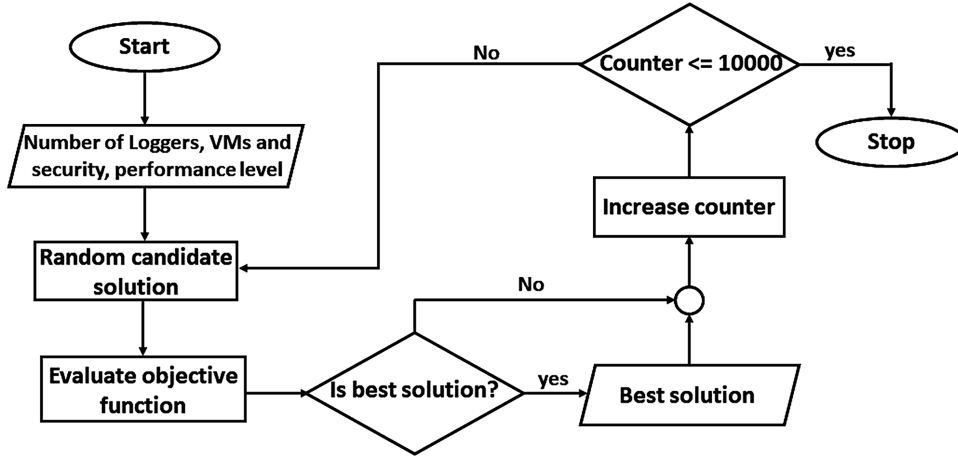 Start
Number of Loggers, VMs and
security, performance level
Random candidate
solution
Evaluate objective
function
Is best solution?
yes
No
Best solution
Increase counter
Counter <= 10000
No
yes
Stop